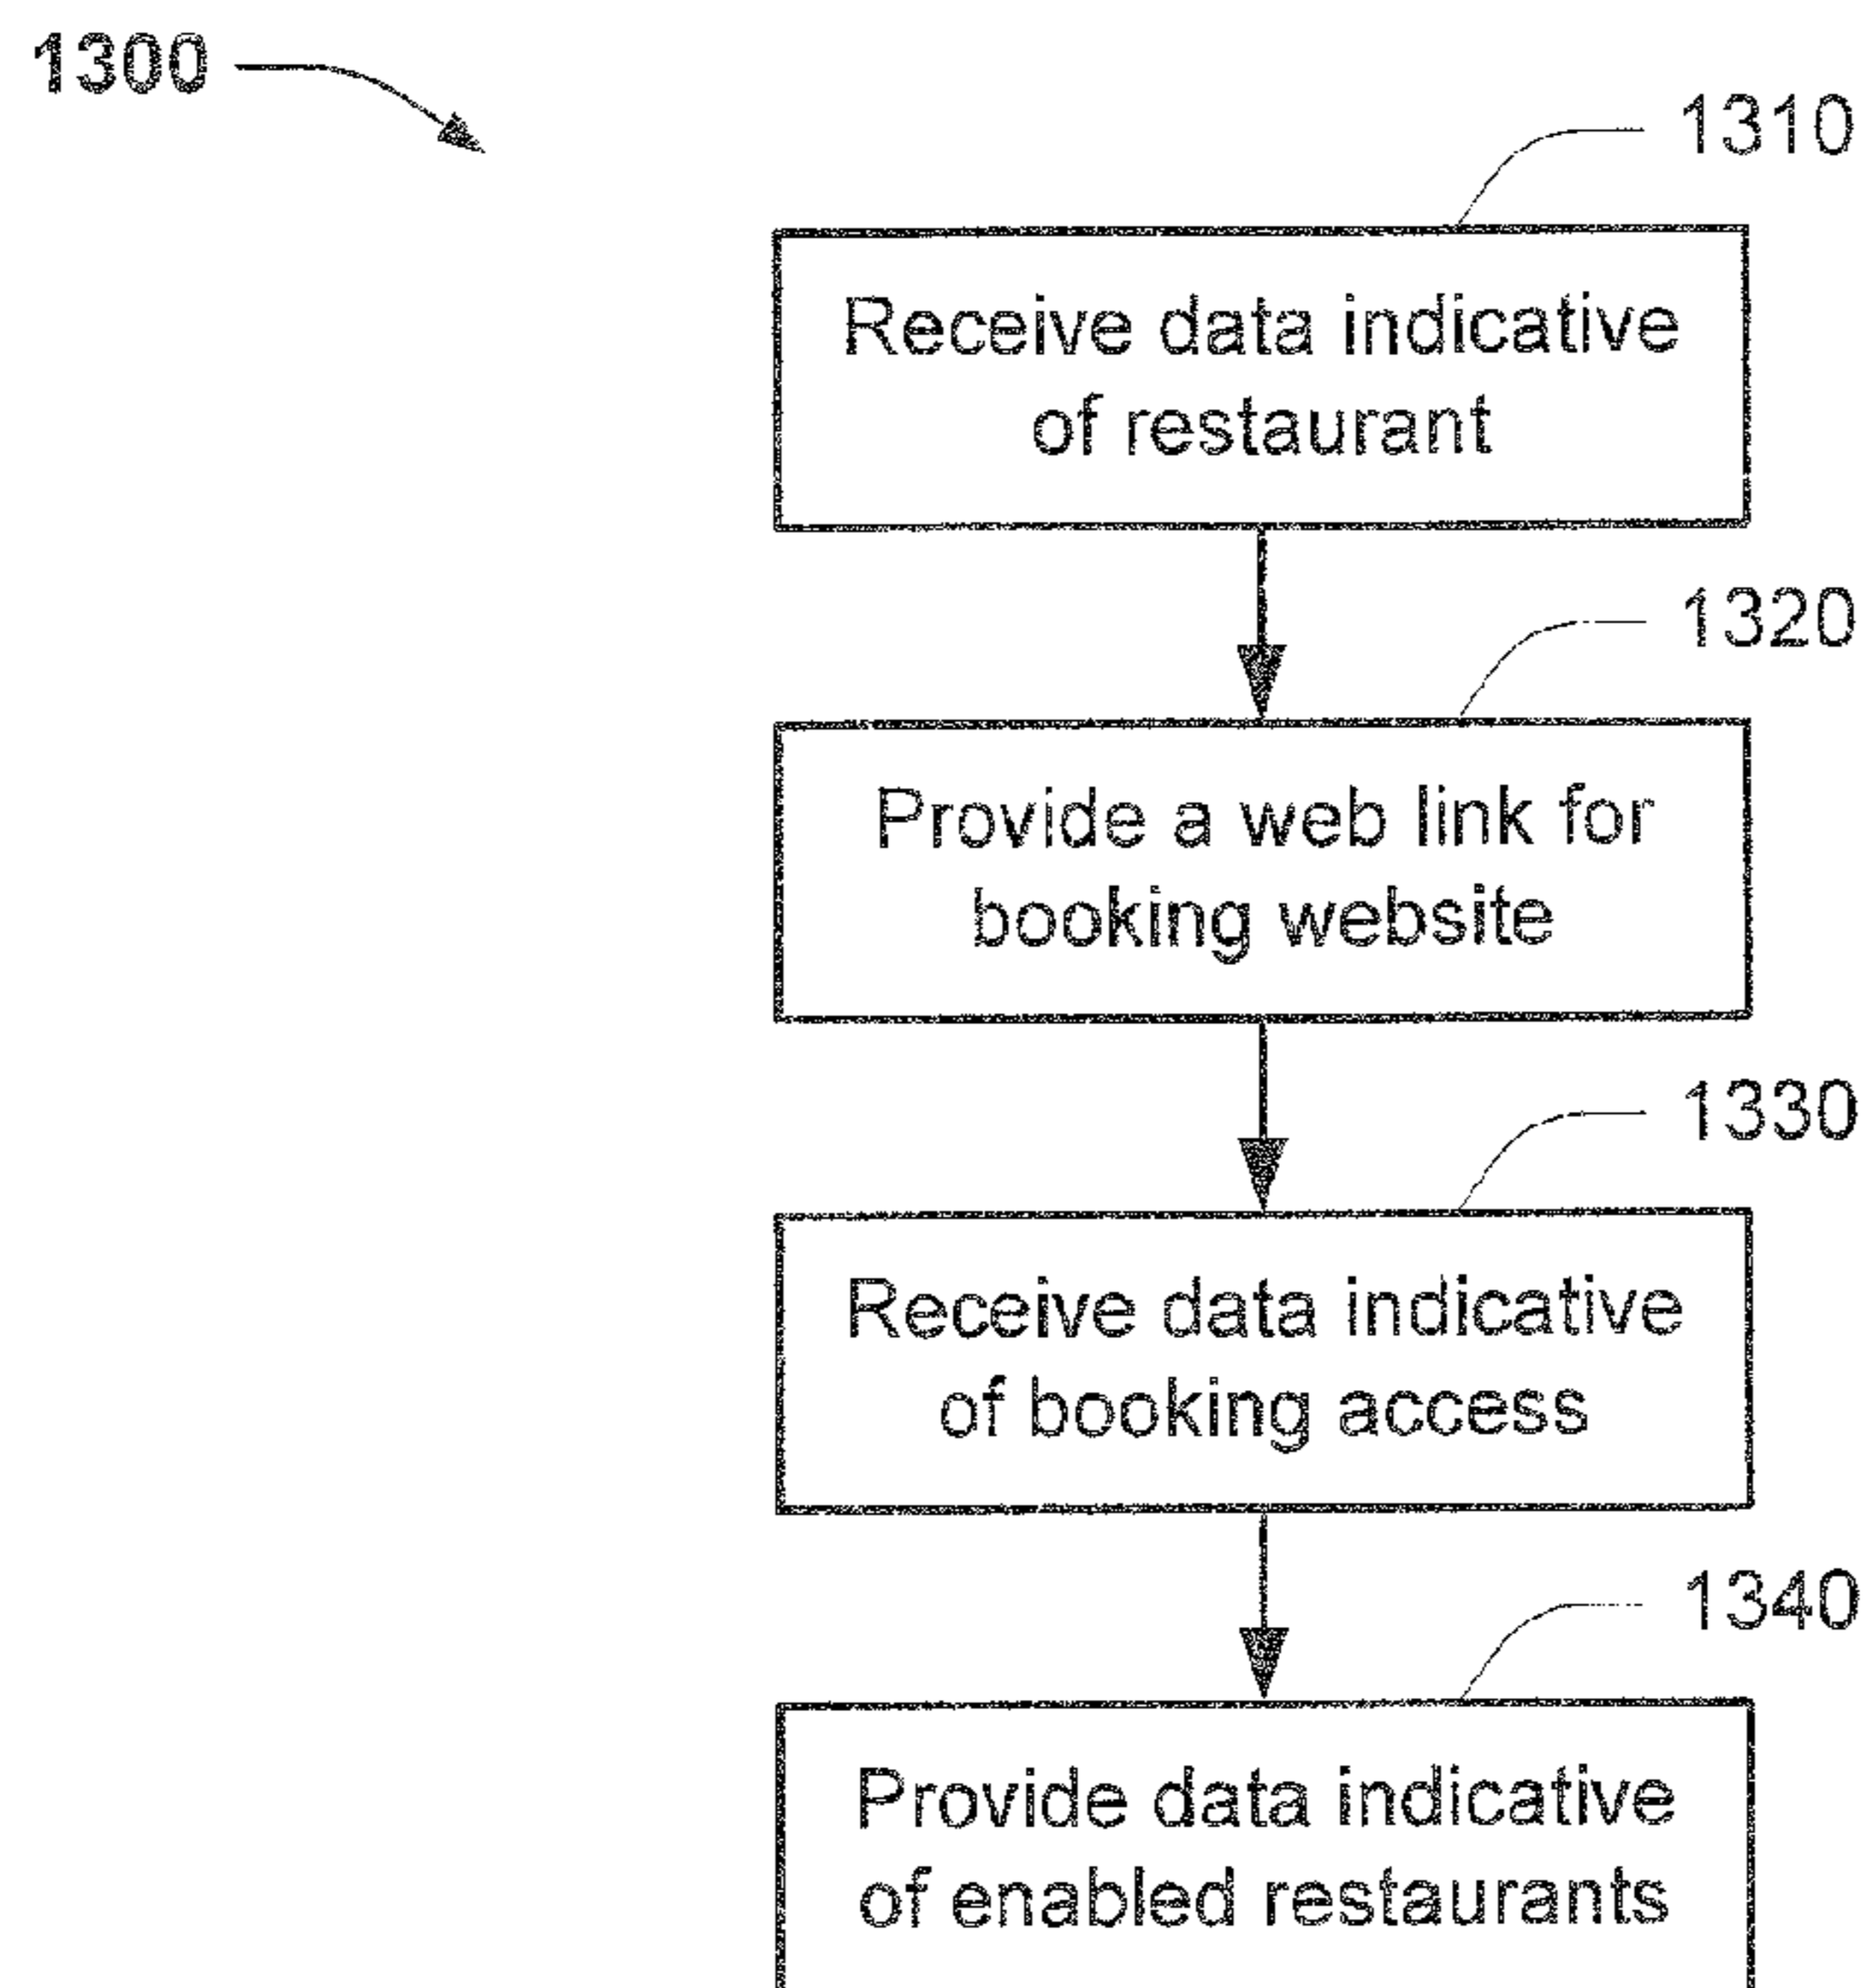 1300
1310
Receive data indicative
of restaurant
1320
Provide a web link for
booking website
1330
Receive data indicative
of booking access
1340
Provide data indicative
of enabled restaurants